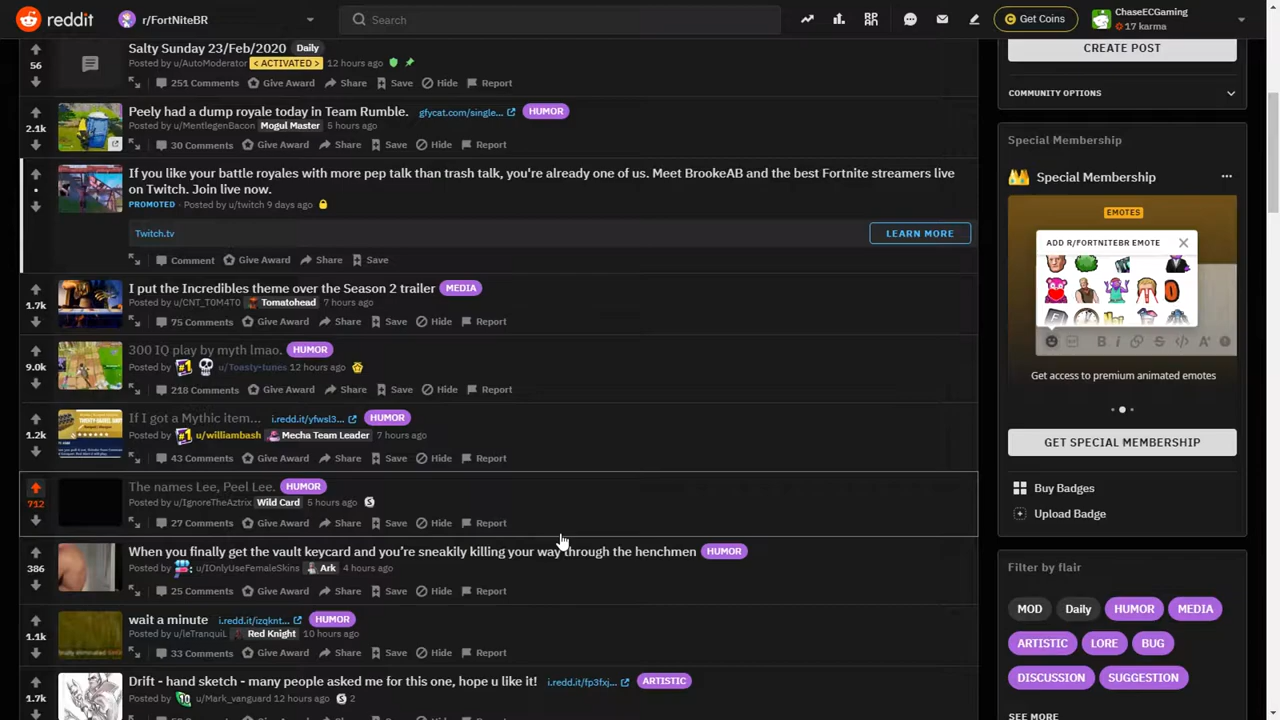 reddit r/FortNiteBR Search Get Coins ChaseECGaming
17 karma
Salty Sunday 23/Feb/2020 Daily
56
Posted by u/AutoModerator < ACTIVATED > 12 hours ago
251 Comments Give Award Share Save Hide Report
Peely had a dump royale today in Team Rumble. gfycat.com/single... HUMOR
2.1k
Posted by u/MentlegenBacon Mogul Master 5 hours ago
30 Comments Give Award Share Save Hide Report
If you like your battle royales with more pep talk than trash talk, you're already one of us. Meet BrookeAB and the best Fortnite streamers live
on Twitch. Join live now.
PROMOTED · Posted by u/twitch 9 days ago
Twitch.tv LEARN MORE
Comment Give Award Share Save
I put the Incredibles theme over the Season 2 trailer MEDIA
1.7k
Posted by u/CNT_T0M4T0 Tomatohead 7 hours ago
75 Comments Give Award Share Save Hide Report
300 IQ play by myth lmao. HUMOR
9.0k
Posted by #1 u/Toasty-tunes 12 hours ago
218 Comments Give Award Share Save Hide Report
If I got a Mythic item... i.redd.it/yfwsl3... HUMOR
1.2k
Posted by #1 u/williambash Mecha Team Leader 7 hours ago
43 Comments Give Award Share Save Hide Report
The names Lee, Peel Lee. HUMOR
712
Posted by u/IgnoreTheAztrix Wild Card 5 hours ago
27 Comments Give Award Share Save Hide Report
When you finally get the vault keycard and you're sneakily killing your way through the henchmen HUMOR
386
Posted by u/IOnlyUseFemaleSkins Ark 4 hours ago
25 Comments Give Award Share Save Hide Report
wait a minute i.redd.it/izqknt... HUMOR
1.1k
Posted by u/leTranquiL Red Knight 10 hours ago
33 Comments Give Award Share Save Hide Report
Drift - hand sketch - many people asked me for this one, hope u like it! i.redd.it/fp3fxj... ARTISTIC
1.7k
Posted by u/Mark_vanguard 12 hours ago 2
CREATE POST
COMMUNITY OPTIONS
Special Membership
Special Membership
EMOTES
ADD R/FORTNITEBR EMOTE
Get access to premium animated emotes
GET SPECIAL MEMBERSHIP
Buy Badges
Upload Badge
Filter by flair
MOD Daily HUMOR MEDIA
ARTISTIC LORE BUG
DISCUSSION SUGGESTION
SEE MORE